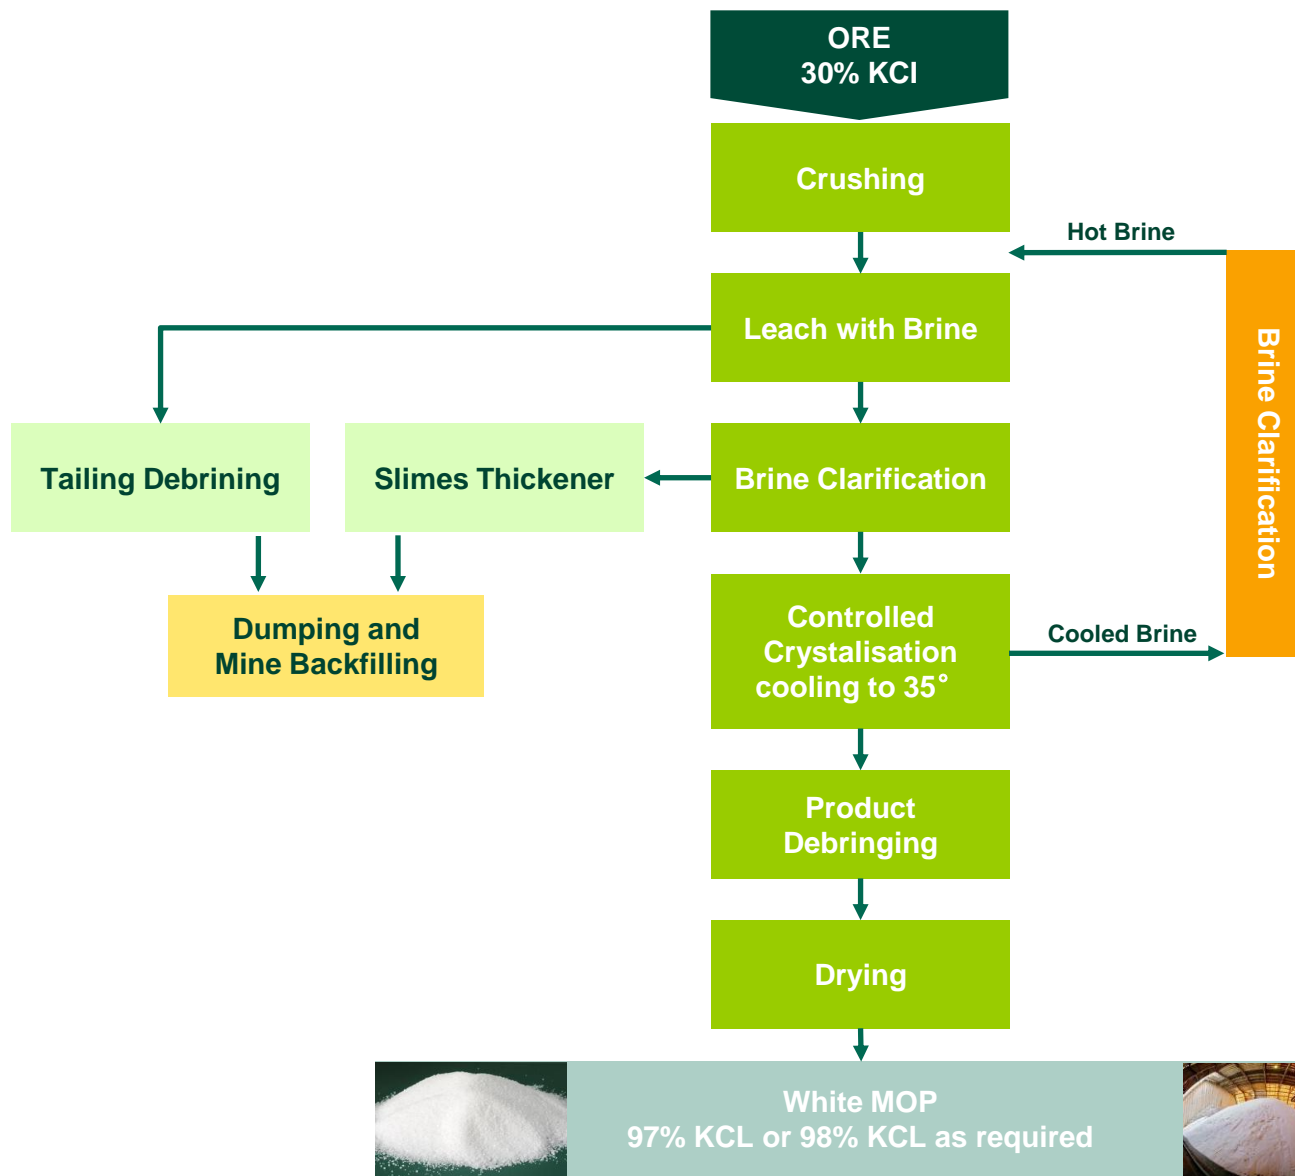 ORE
30% KCl
Crushing
Hot Brine
Leach with Brine
Brine Clarification
Tailing Debrining
Slimes Thickener
Brine Clarification
Controlled
Crystalisation
cooling to 35°
Cooled Brine
Dumping and
Mine Backfilling
Product
Debringing
Drying
White MOP
97% KCL or 98% KCL as required